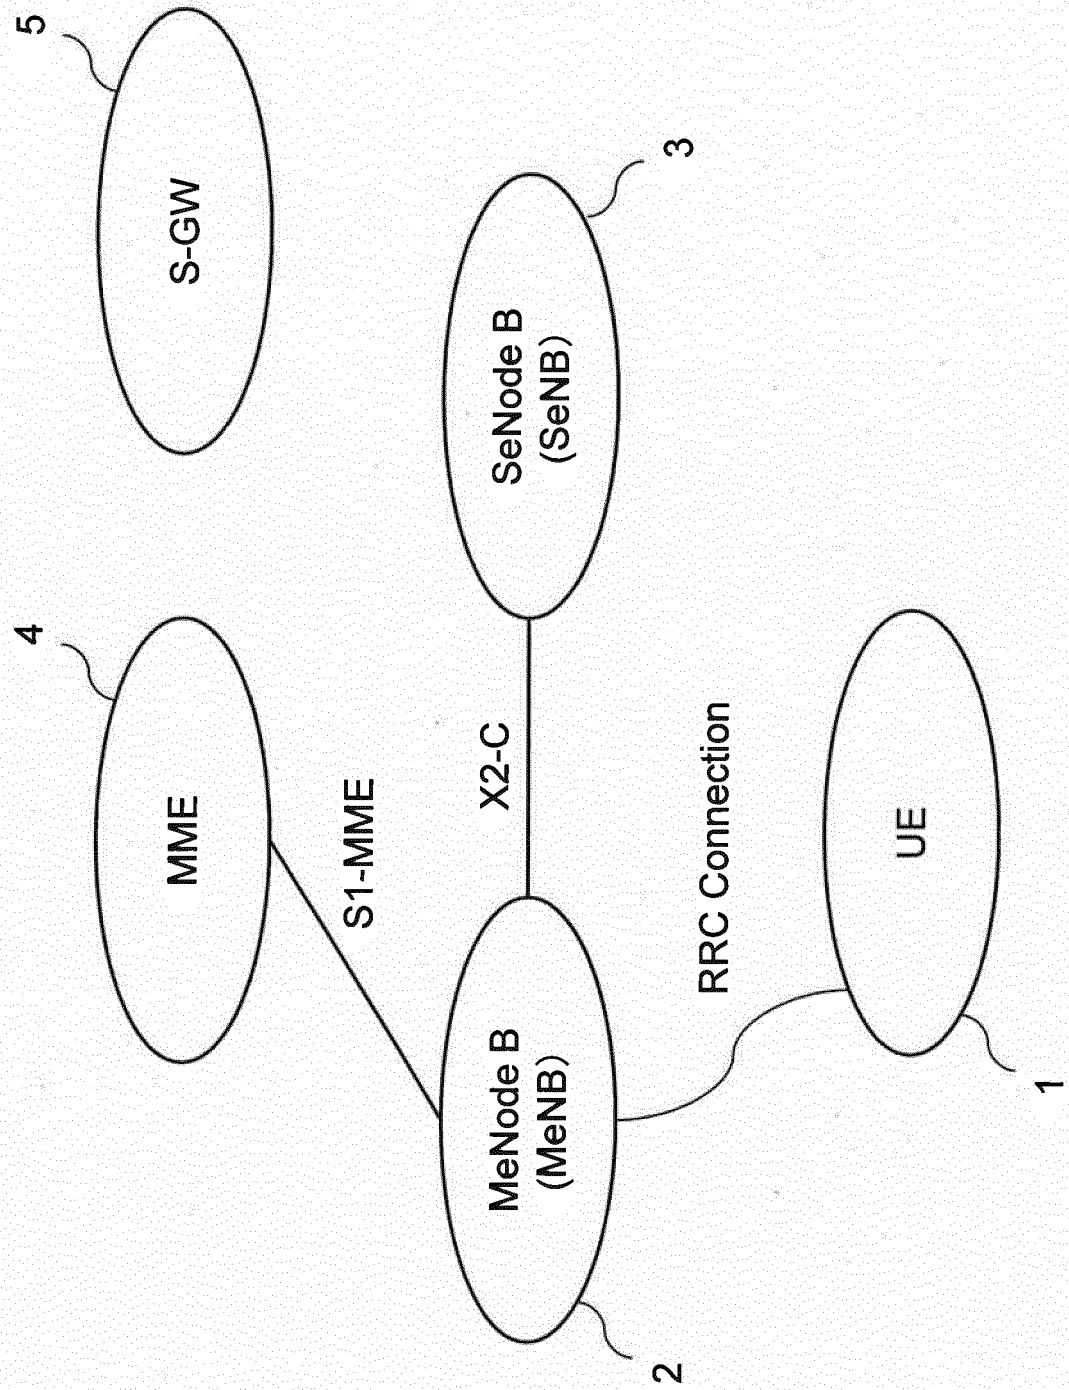 4
5
MME
S-GW
S1-MME
MeNode B
(MeNB)
X2-C
SeNode B
(SeNB)
2
3
RRC Connection
UE
1